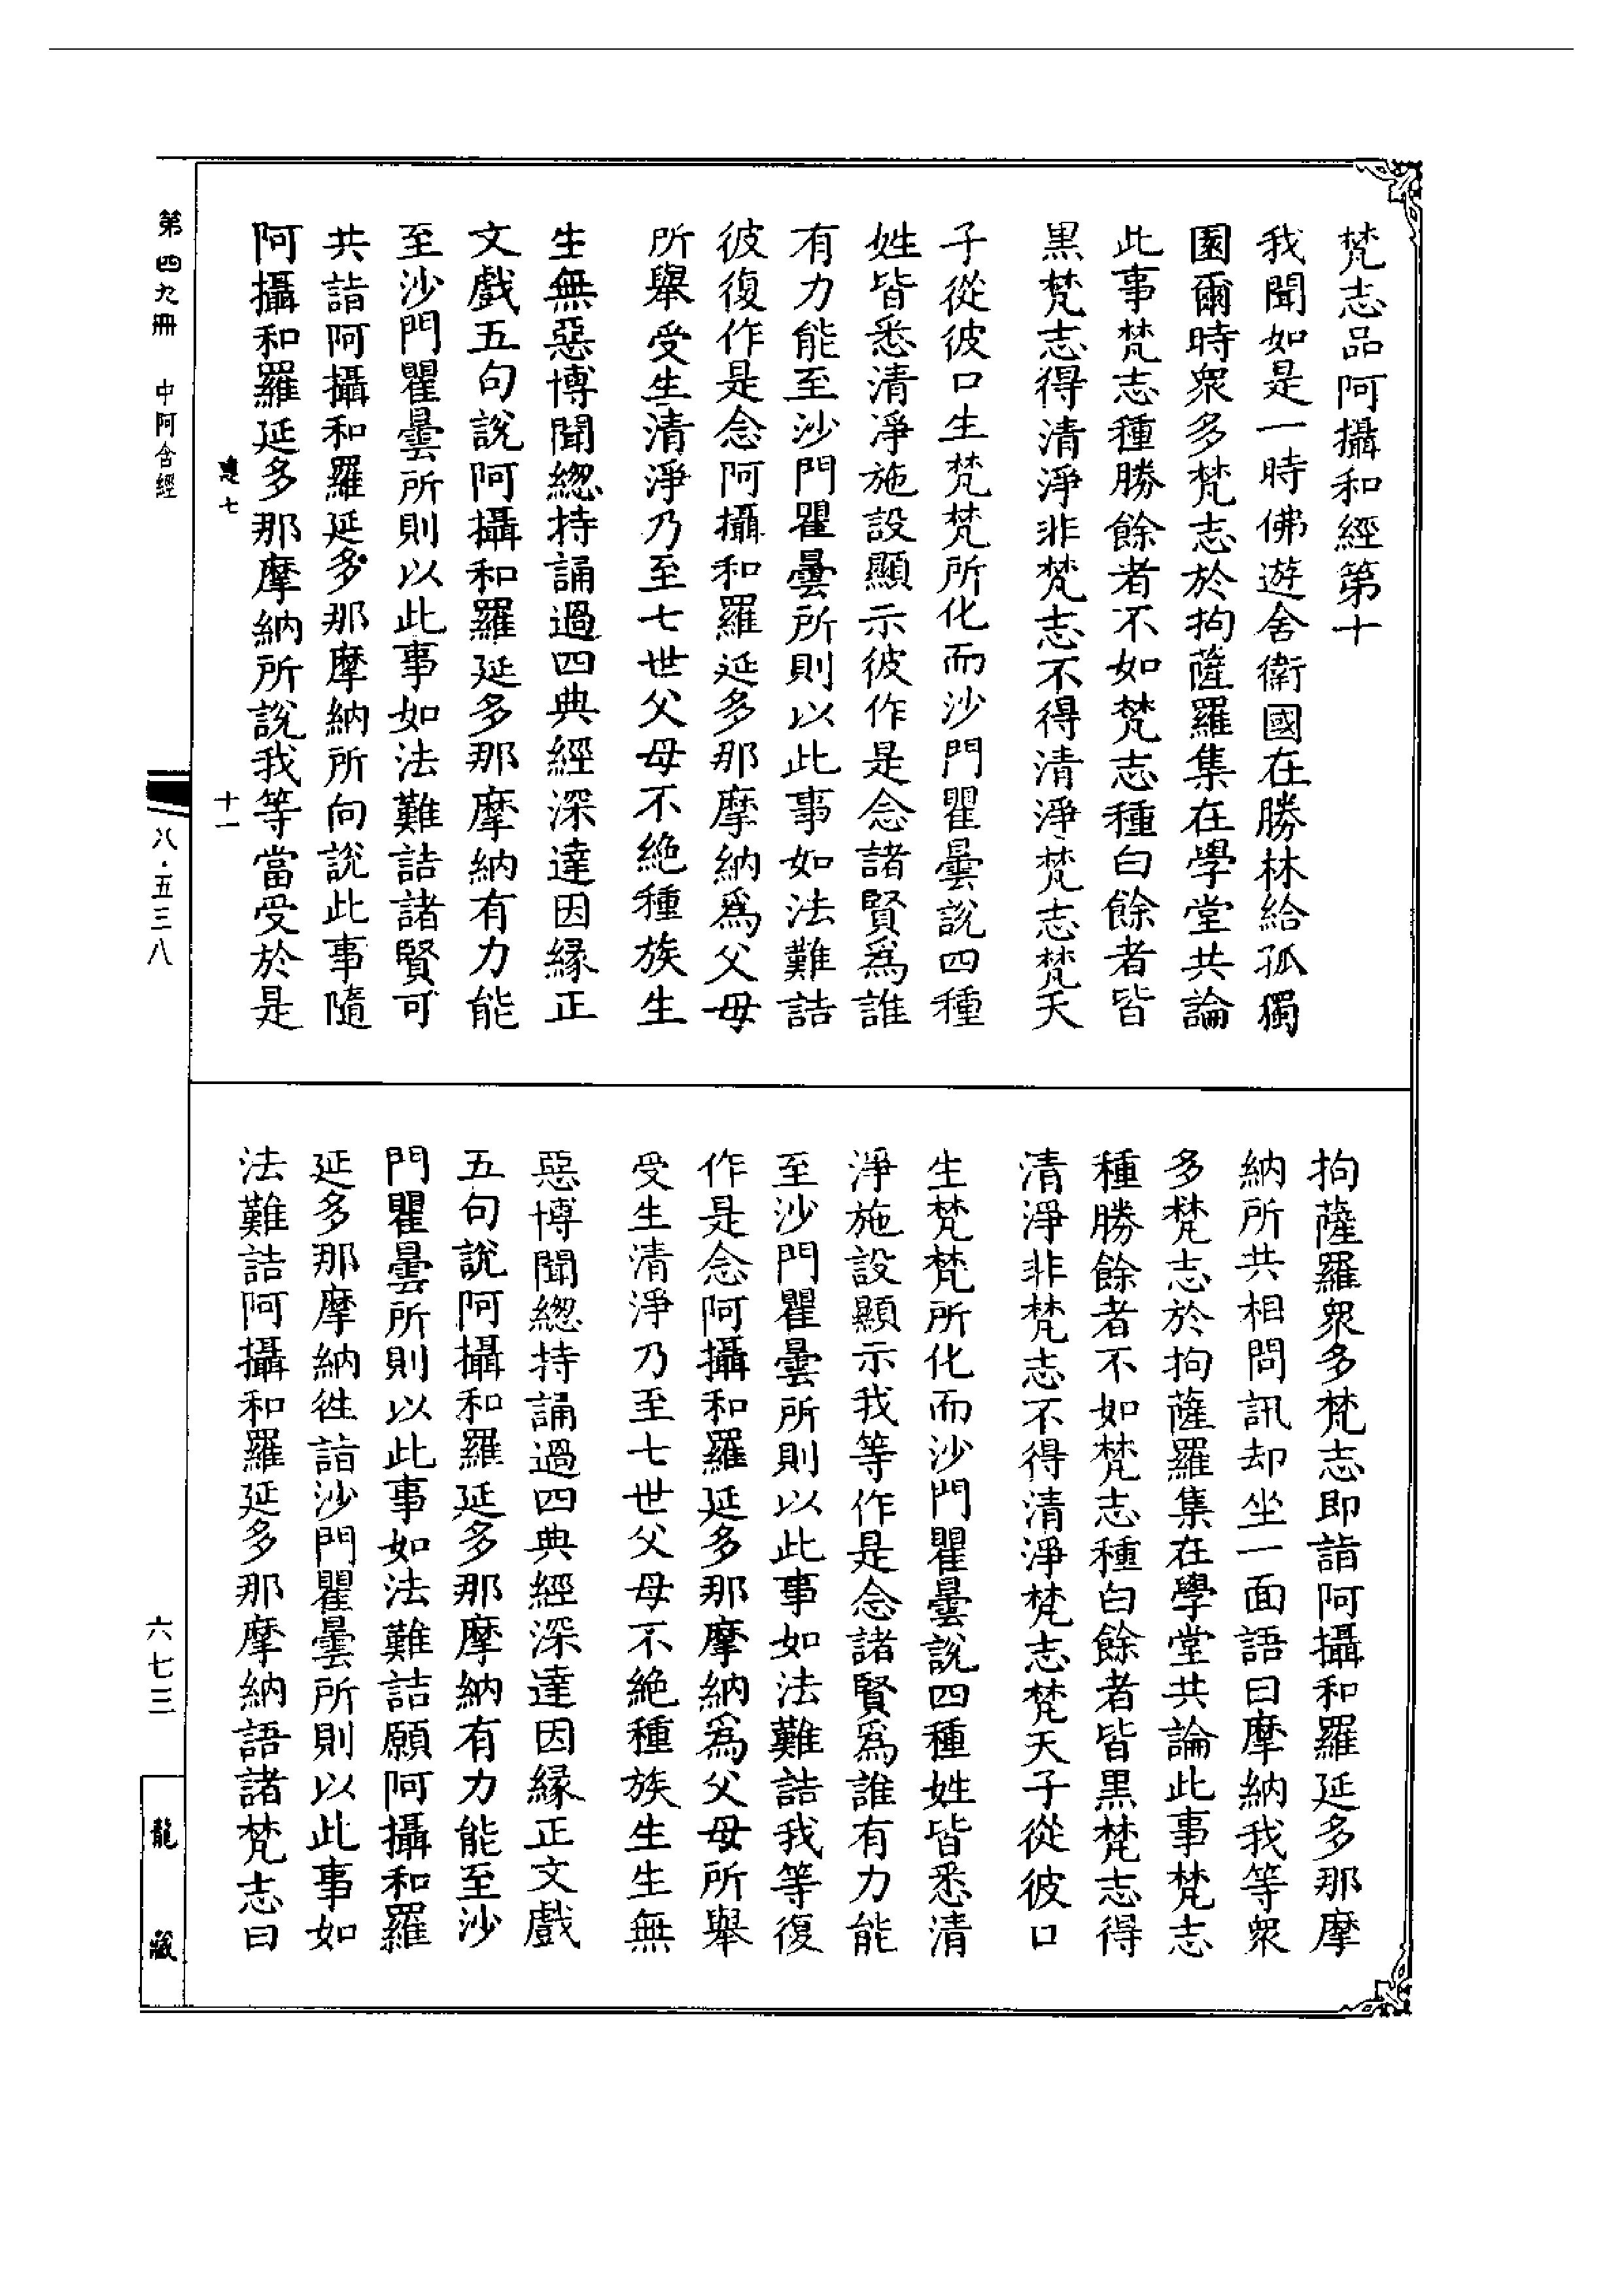 梵志品阿攝和經第十
我聞如是一時佛遊舍衛國在勝林給孤獨
園爾時衆多梵志於拘薩羅集在學堂共論
此事梵志種勝餘者不如梵志種白餘者皆
黑梵志得清淨非梵志不得清淨梵志梵天
子從彼口生梵梵所化而沙門瞿曇說四種
姓皆悉清淨施設顯示彼作是念諸賢爲誰
有力能至沙門瞿曇所則以此事如法難詰
彼復作是念阿攝和羅延多那摩納爲父母
所舉受生清淨乃至七世父母不絶種族生
生無惡博聞緫持誦過四典經深達因緣正
文戲五句說阿攝和羅延多那摩納有力能
至沙門瞿曇所則以此事如法難詰諸賢可
共詣阿攝和羅延多那摩納所向說此事隨
阿攝和羅延多那摩納所說我等當受於是
拘薩羅衆多梵志即詣阿攝和羅延多那摩
納所共相問訊却坐一面語曰摩納我等衆
多梵志於拘薩羅集在學堂共論此事梵志
種勝餘者不如梵志種白餘者皆黑梵志得
清淨非梵志不得清淨梵志梵天子從彼口
生梵梵所化而沙門瞿曇說四種姓皆悉清
淨施設顯示我等作是念諸賢爲誰有力能
至沙門瞿曇所則以此事如法難詰我等復
作是念阿攝和羅延多那摩納爲父母所舉
受生清淨乃至七世父母不絶種族生生無
惡博聞緫持誦過四典經深達因緣正文戲
五句說阿攝和羅延多那摩納有力能至沙
門瞿曇所則以此事如法難詰願阿攝和羅
延多那摩納徃詣沙門瞿曇所則以此事如
法難詰阿攝和羅延多那摩納語諸梵志曰
七 十一
第四九冊 中阿含經
八·五三八
六七三
龍藏